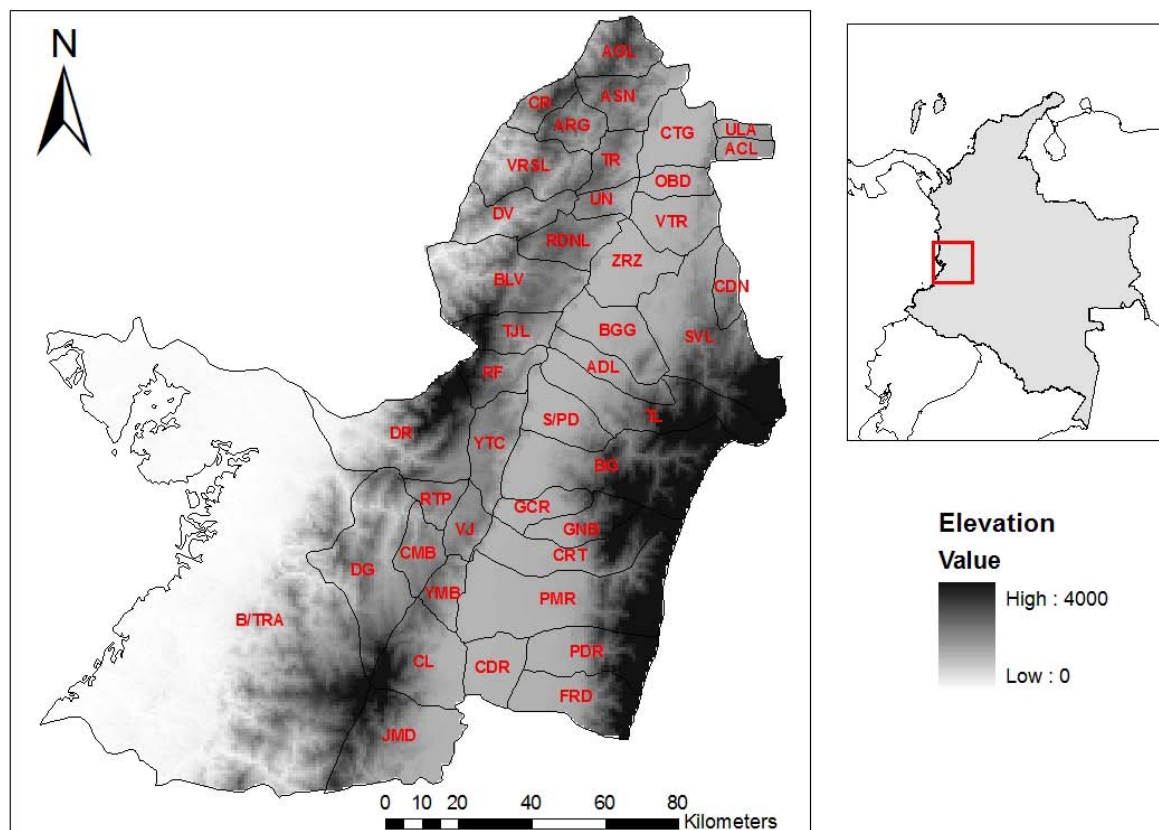 N
AGL
ASN
CR
ARG
CTG
ULA
ACL
VRSL
TR
OBD
UN
DV
VTR
RDNL
ZRZ
BLV
CDN
TJL
BGG
SVL
RF
ADL
S/PD
TL
DR
YTC
BG
RTP
GCR
VJ
GNB
CMB
CRT
DG
YMB
PMR
B/TRA
PDR
CL
CDR
FRD
JMD
0 10 20 40 60 80
Kilometers
Elevation
Value
High : 4000
Low : 0